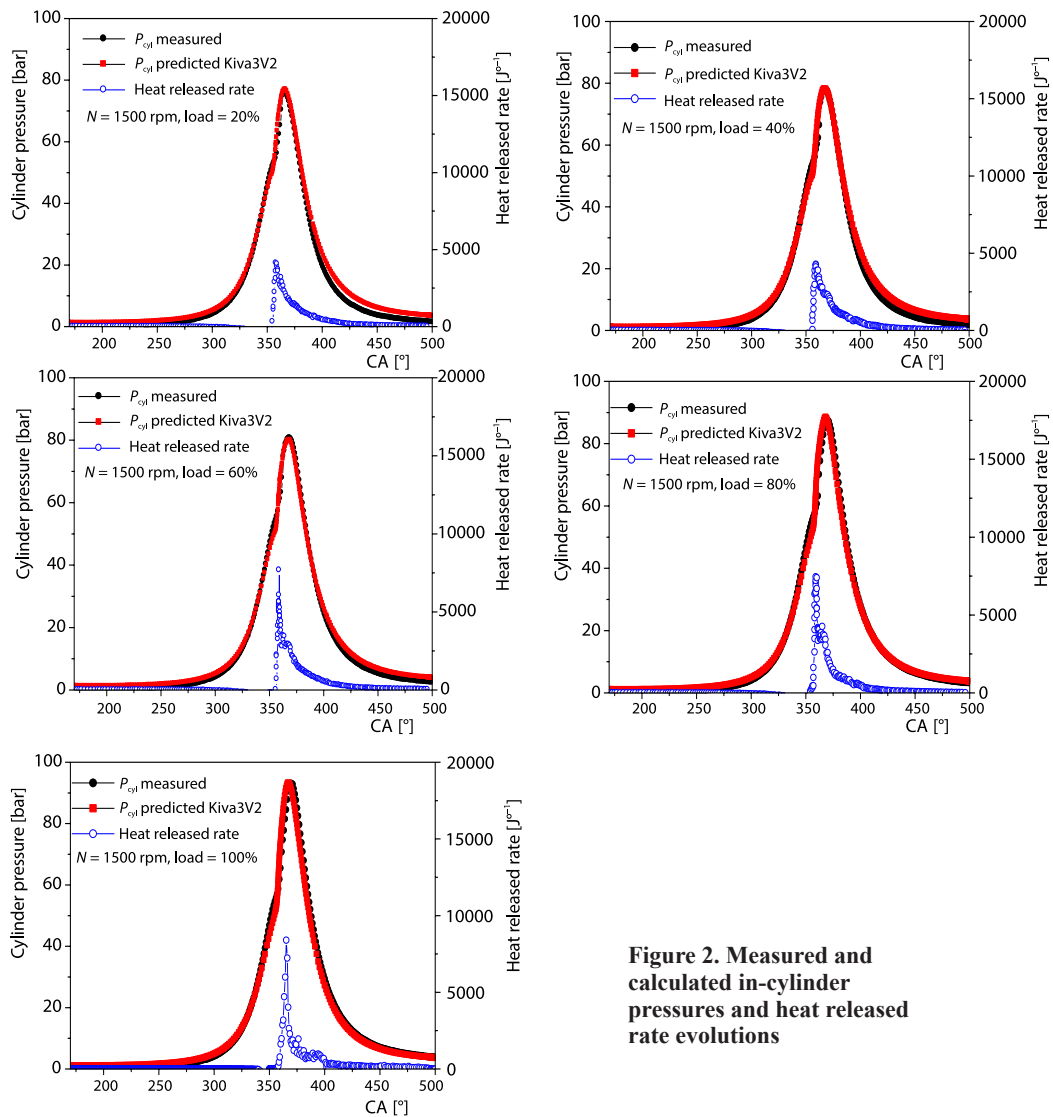 100
80
60
40
20
0
Cylinder pressure [bar]
P_cyl measured
P_cyl predicted Kiva3V2
Heat released rate
N = 1500 rpm, load = 20%
20000
15000
10000
5000
0
Heat released rate [J°⁻¹]
200 250 300 350 400 450 500
CA [°]
100
80
60
40
20
0
Cylinder pressure [bar]
P_cyl measured
P_cyl predicted Kiva3V2
Heat released rate
N = 1500 rpm, load = 40%
20000
15000
10000
5000
0
Heat released rate [J°⁻¹]
200 250 300 350 400 450 500
CA [°]
100
80
60
40
20
0
Cylinder pressure [bar]
P_cyl measured
P_cyl predicted Kiva3V2
Heat released rate
N = 1500 rpm, load = 60%
20000
15000
10000
5000
0
Heat released rate [J°⁻¹]
200 250 300 350 400 450 500
CA [°]
100
80
60
40
20
0
Cylinder pressure [bar]
P_cyl measured
P_cyl predicted Kiva3V2
Heat released rate
N = 1500 rpm, load = 80%
20000
15000
10000
5000
0
Heat released rate [J°⁻¹]
200 250 300 350 400 450 500
CA [°]
100
80
60
40
20
0
Cylinder pressure [bar]
P_cyl measured
P_cyl predicted Kiva3V2
Heat released rate
N = 1500 rpm, load = 100%
20000
15000
10000
5000
0
Heat released rate [J°⁻¹]
200 250 300 350 400 450 500
CA [°]
Figure 2. Measured and
calculated in-cylinder
pressures and heat released
rate evolutions